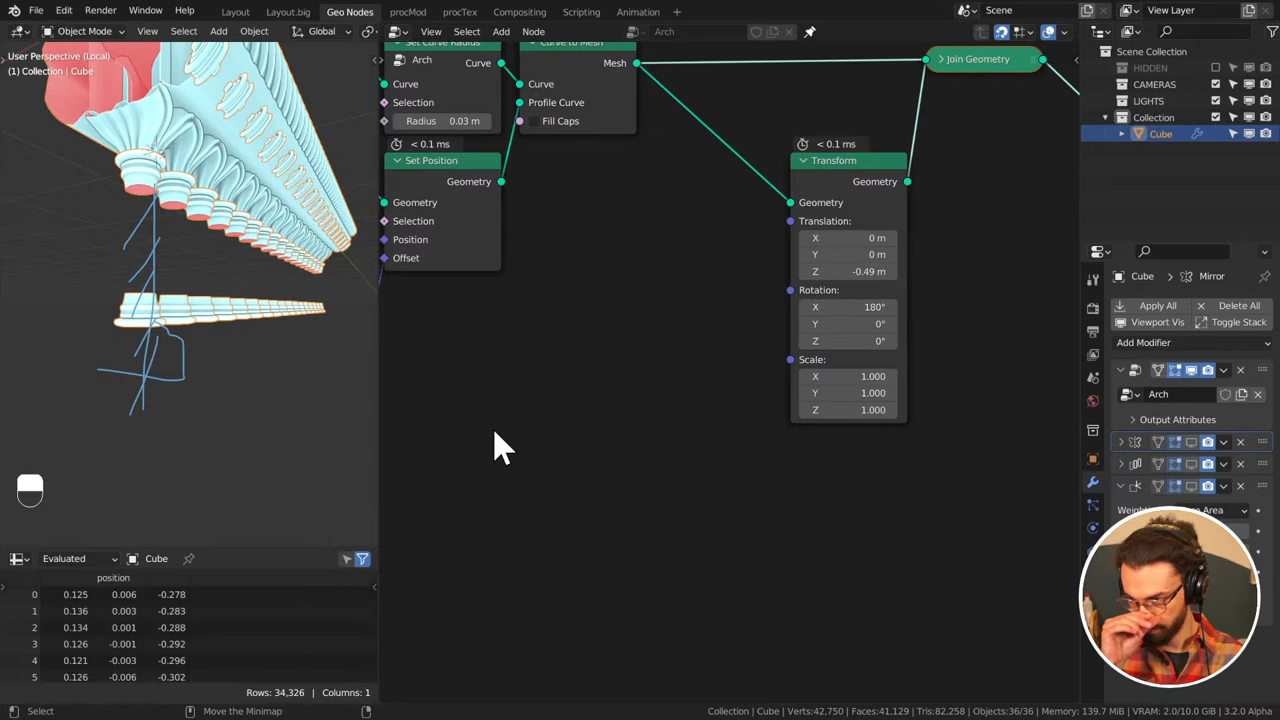 File Edit Render Window Help Layout Layout.big Geo Nodes procMod procTex Compositing Scripting Animation + Scene View Layer
Object Mode View Select Add Object Global View Select Add Node Arch
User Perspective (Local)
(1) Collection | Cube
Set Curve Radius
Arch
Curve
Curve
Selection
Radius 0.03 m
Curve to Mesh
Mesh
Curve
Profile Curve
Fill Caps
< 0.1 ms
Set Position
Geometry
Geometry
Selection
Position
Offset
< 0.1 ms
Transform
Geometry
Geometry
Translation:
X 0 m
Y 0 m
Z -0.49 m
Rotation:
X 180°
Y 0°
Z 0°
Scale:
X 1.000
Y 1.000
Z 1.000
Join Geometry
Scene Collection
HIDDEN
CAMERAS
LIGHTS
Collection
Cube
Cube Mirror
Apply All Delete All
Viewport Vis Toggle Stack
Add Modifier
Arch
Output Attributes
Evaluated Cube
position
0 0.125 0.006 -0.278
1 0.136 0.003 -0.283
2 0.134 0.001 -0.288
3 0.126 -0.001 -0.292
4 0.121 -0.003 -0.296
5 0.126 -0.006 -0.302
Rows: 34,326 | Columns: 1
Select Move the Minimap Collection | Cube | Verts:42,750 | Faces:41,129 | Tris:82,258 | Objects:36/36 | Memory: 139.7 MiB | VRAM: 2.0/10.0 GiB | 3.2.0 Alpha